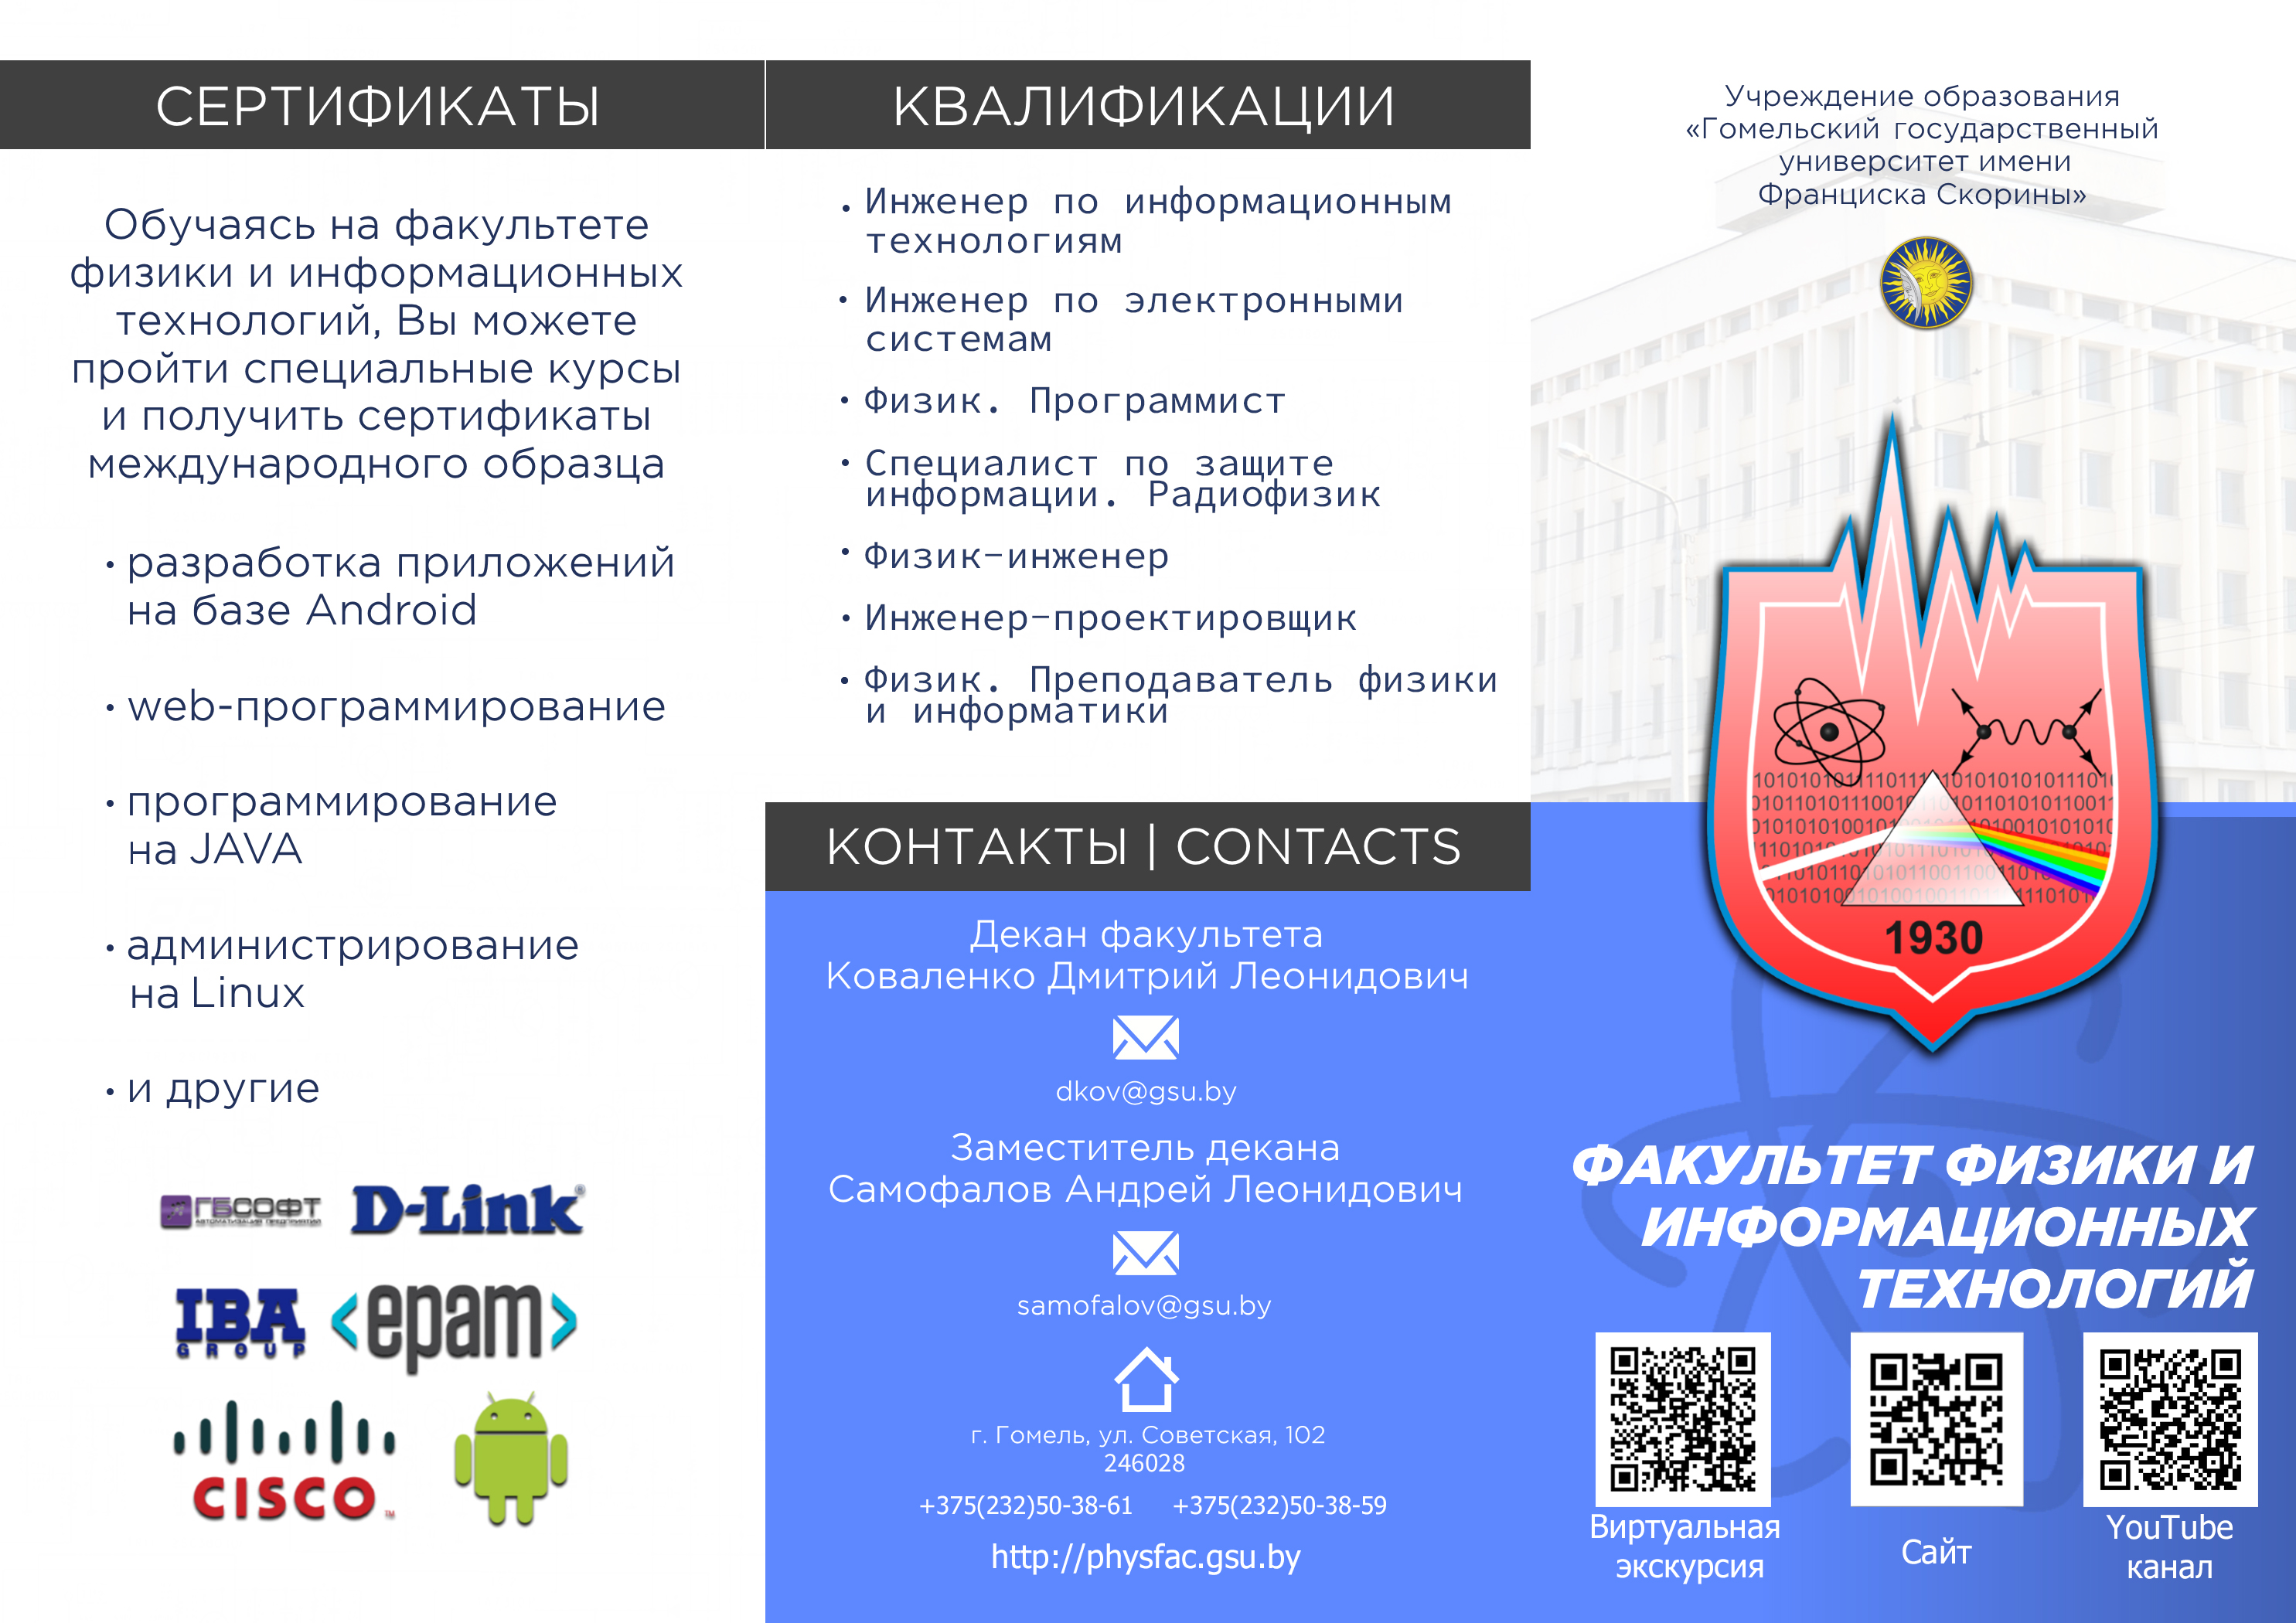 СЕРТИФИКАТЫ
Обучаясь на факультете
физики и информационных
технологий, Вы можете
пройти специальные курсы
и получить сертификаты
международного образца
• разработка приложений
на базе Android
• web-программирование
• программирование
на JAVA
• администрирование
на Linux
• и другие
ГБСОФТ
АВТОМАТИЗАЦИЯ ПРЕДПРИЯТИЙ
D-Link®
IBA
GROUP
<epam>
CISCO™
КВАЛИФИКАЦИИ
• Инженер по информационным
технологиям
• Инженер по электронными
системам
• Физик. Программист
• Специалист по защите
информации. Радиофизик
• Физик-инженер
• Инженер-проектировщик
• Физик. Преподаватель физики
и информатики
КОНТАКТЫ | CONTACTS
Декан факультета
Коваленко Дмитрий Леонидович
dkov@gsu.by
Заместитель декана
Самофалов Андрей Леонидович
samofalov@gsu.by
г. Гомель, ул. Советская, 102
246028
+375(232)50-38-61 +375(232)50-38-59
http://physfac.gsu.by
Учреждение образования
«Гомельский государственный
университет имени
Франциска Скорины»
1930
ФАКУЛЬТЕТ ФИЗИКИ И
ИНФОРМАЦИОННЫХ
ТЕХНОЛОГИЙ
Виртуальная
экскурсия
Сайт
YouTube
канал